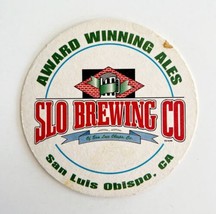 AWARD WINNING ALES
SLO BREWING CO
San Luis Obispo, CA